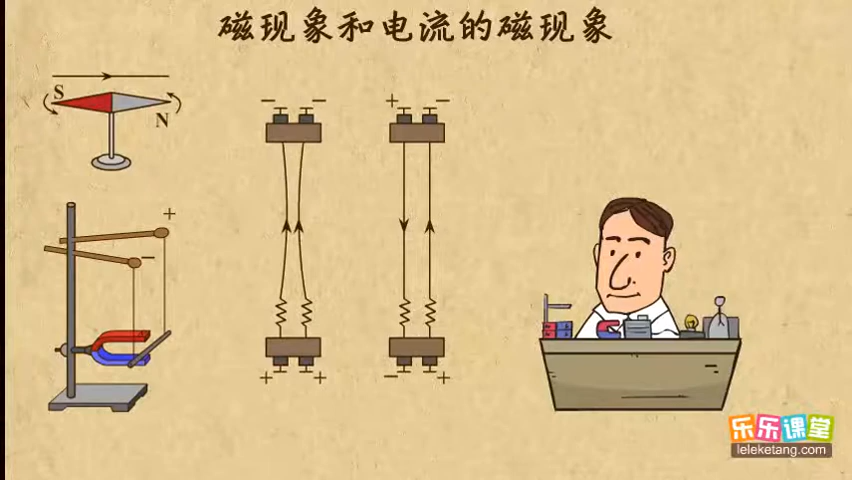 磁现象和电流的磁现象
S
N
+
−
− −
+ −
+ +
− +
乐乐课堂
leleketang.com